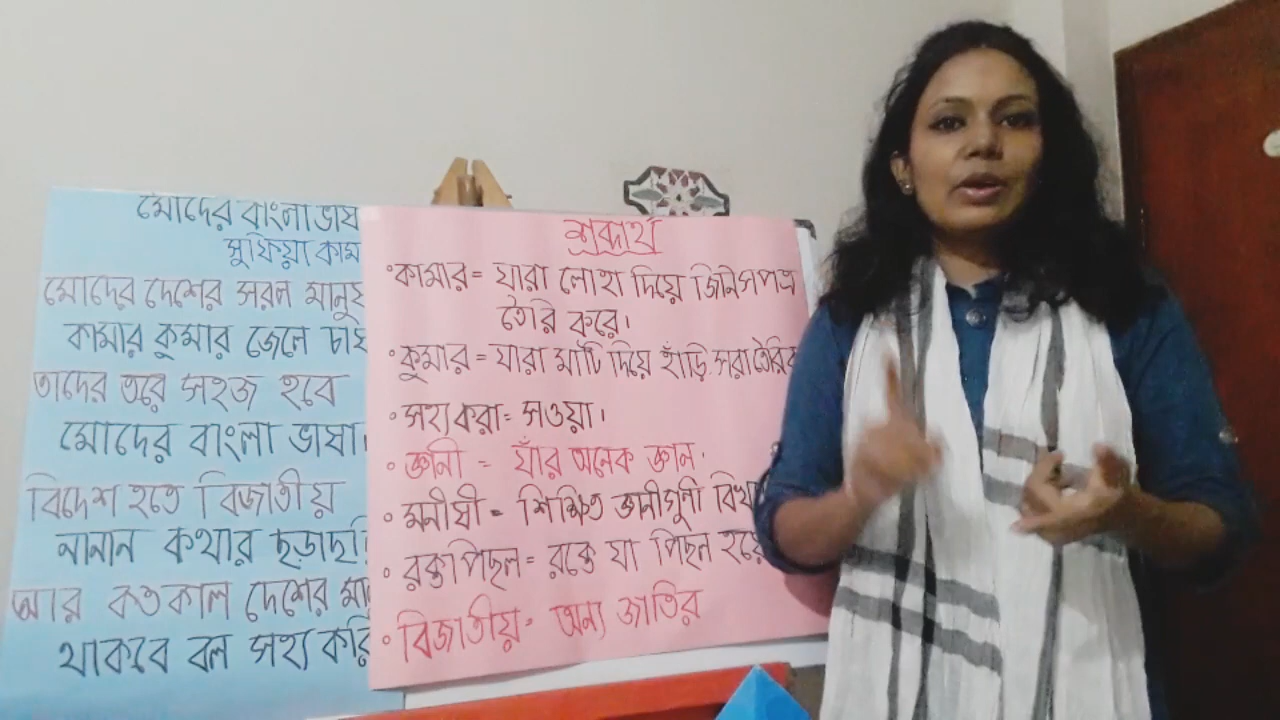 মোদের বাংলা ভাষ
সুফিয়া কাম
মোদের দেশের সরল মানুষ
কামার কুমার জেলে চাষ
তাদের তরে সহজ হবে
মোদের বাংলা ভাষা।
বিদেশ হতে বিজাতীয়
নানান কথার ছড়াছড়ি
আর কতকাল দেশের মা
থাকবে বল সহ্য করি
শব্দার্থ
কামার = যারা লোহা দিয়ে জিনিসপত্র
তৈরি করে।
কুমার = যারা মাটি দিয়ে হাঁড়ি সরা তৈরি ক
সহ্য করা = সওয়া।
জ্ঞানী = যাঁর অনেক জ্ঞান।
মনীষী = শিক্ষিত জ্ঞানীগুণী বিখ্যা
রক্তপিছল = রক্তে যা পিছল হয়ে
বিজাতীয় = অন্য জাতির